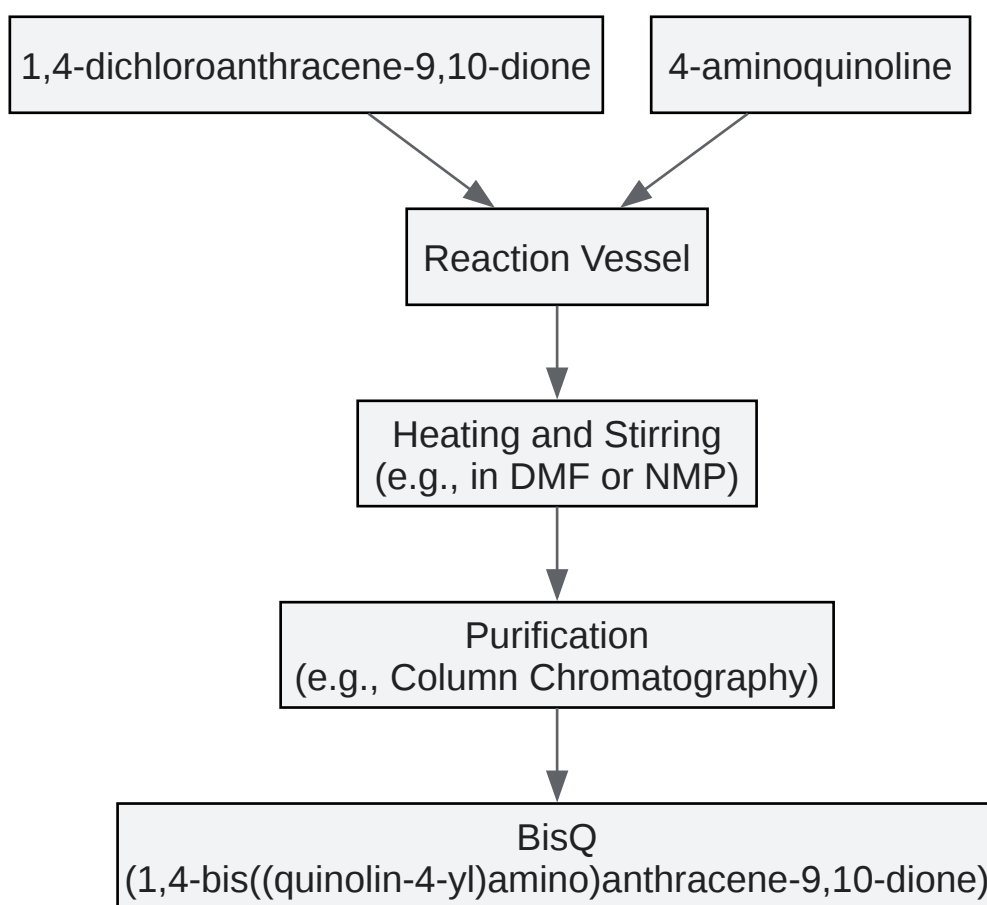 1,4-dichloroanthracene-9,10-dione
4-aminoquinoline
Reaction Vessel
Heating and Stirring
(e.g., in DMF or NMP)
Purification
(e.g., Column Chromatography)
BisQ
(1,4-bis((quinolin-4-yl)amino)anthracene-9,10-dione)